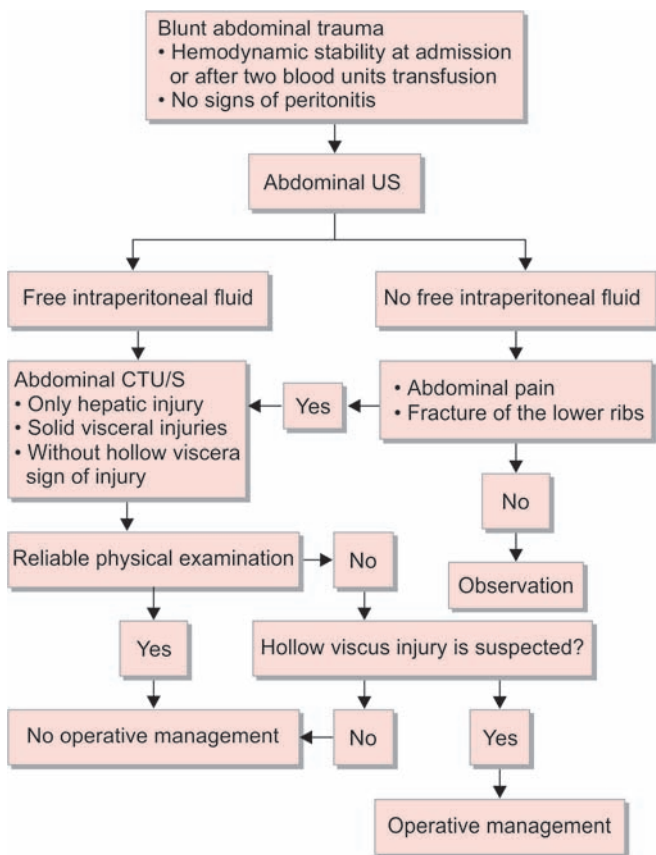 Blunt abdominal trauma
• Hemodynamic stability at admission
or after two blood units transfusion
• No signs of peritonitis
Abdominal US
Free intraperitoneal fluid
No free intraperitoneal fluid
Abdominal CTU/S
• Only hepatic injury
• Solid visceral injuries
• Without hollow viscera
sign of injury
Yes
• Abdominal pain
• Fracture of the lower ribs
No
Observation
Reliable physical examination
No
Yes
Hollow viscus injury is suspected?
No operative management
No
Yes
Operative management